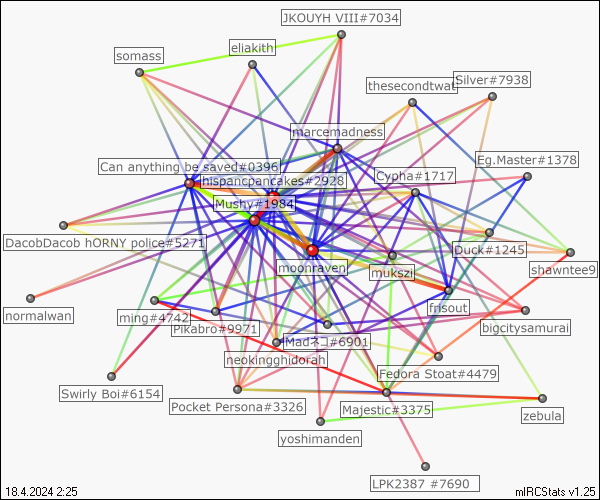 JKOUYH VIII#7034
eliakith
somass
Silver#7938
thesecondtwat
marcemadness
Eg.Master#1378
Can anything be saved#0396
Cypha#1717
hispancpancakes#2928
Mushy#1984
DacobDacob hORNY police#5271
Duck#1245
moonraven
mukszi
shawntee9
frisout
normalwan
ming#4742
bigcitysamurai
Pikabro#9971
Madネコ#6901
neokingghidorah
Fedora Stoat#4479
Swirly Boi#6154
Pocket Persona#3326
Majestic#3375
zebula
yoshimanden
LPK2387 #7690
18.4.2024 2:25
mIRCStats v1.25